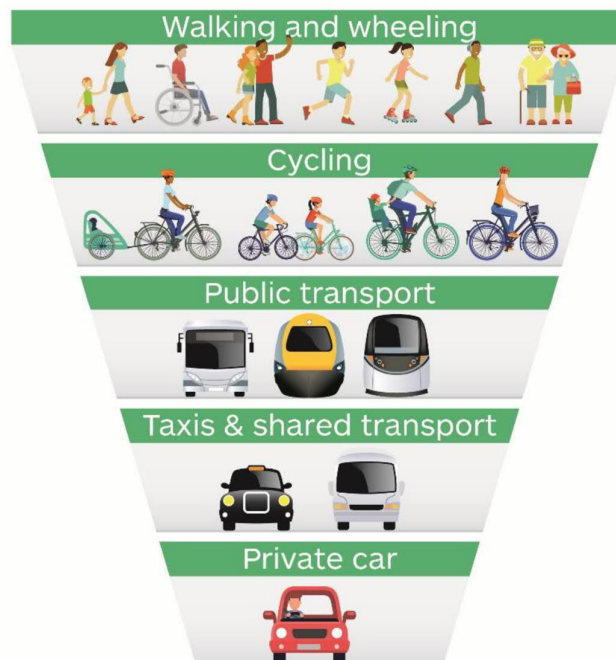 Walking and wheeling
Cycling
Public transport
Taxis & shared transport
Private car